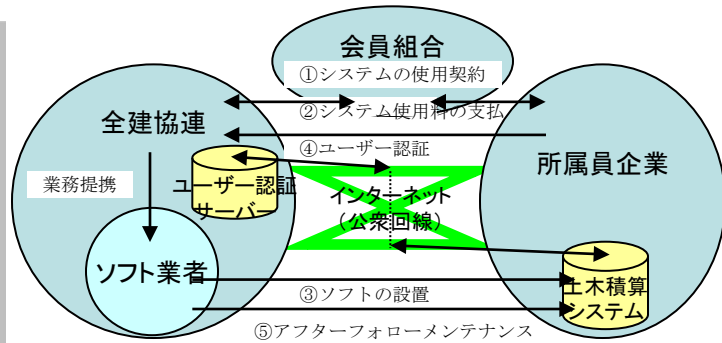 会員組合
①システムの使用契約
②システム使用料の支払
全建協連
④ユーザー認証
所属員企業
業務提携
ユーザー認証
サーバー
インターネット
（公衆回線）
ソフト業者
③ソフトの設置
土木積算
システム
⑤アフターフォローメンテナンス